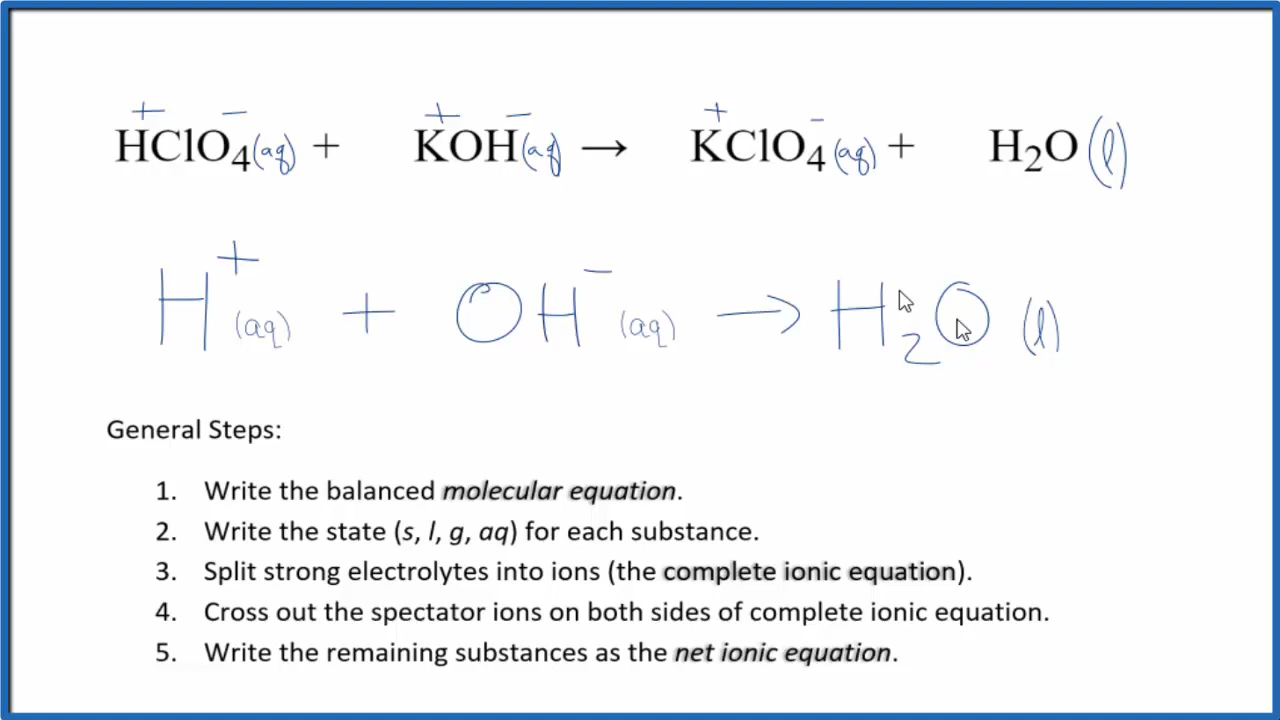 HClO₄(aq) + KOH(aq) → KClO₄(aq) + H₂O(l)
H⁺(aq) + OH⁻(aq) → H₂O(l)
General Steps:
1. Write the balanced molecular equation.
2. Write the state (s, l, g, aq) for each substance.
3. Split strong electrolytes into ions (the complete ionic equation).
4. Cross out the spectator ions on both sides of complete ionic equation.
5. Write the remaining substances as the net ionic equation.